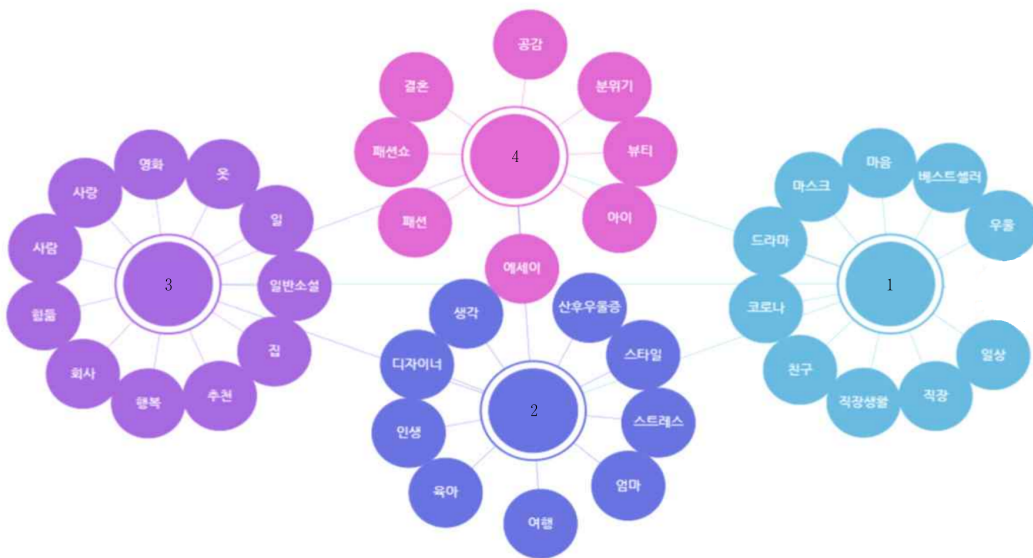 공감
결혼
분위기
패션쇼
4
뷰티
패션
아이
에세이
영화
옷
사랑
일
사람
3
일반소설
힘듦
집
회사
추천
행복
마음
베스트셀러
마스크
우울
드라마
1
코로나
일상
친구
직장
직장생활
생각
산후우울증
디자이너
스타일
2
인생
스트레스
육아
엄마
여행